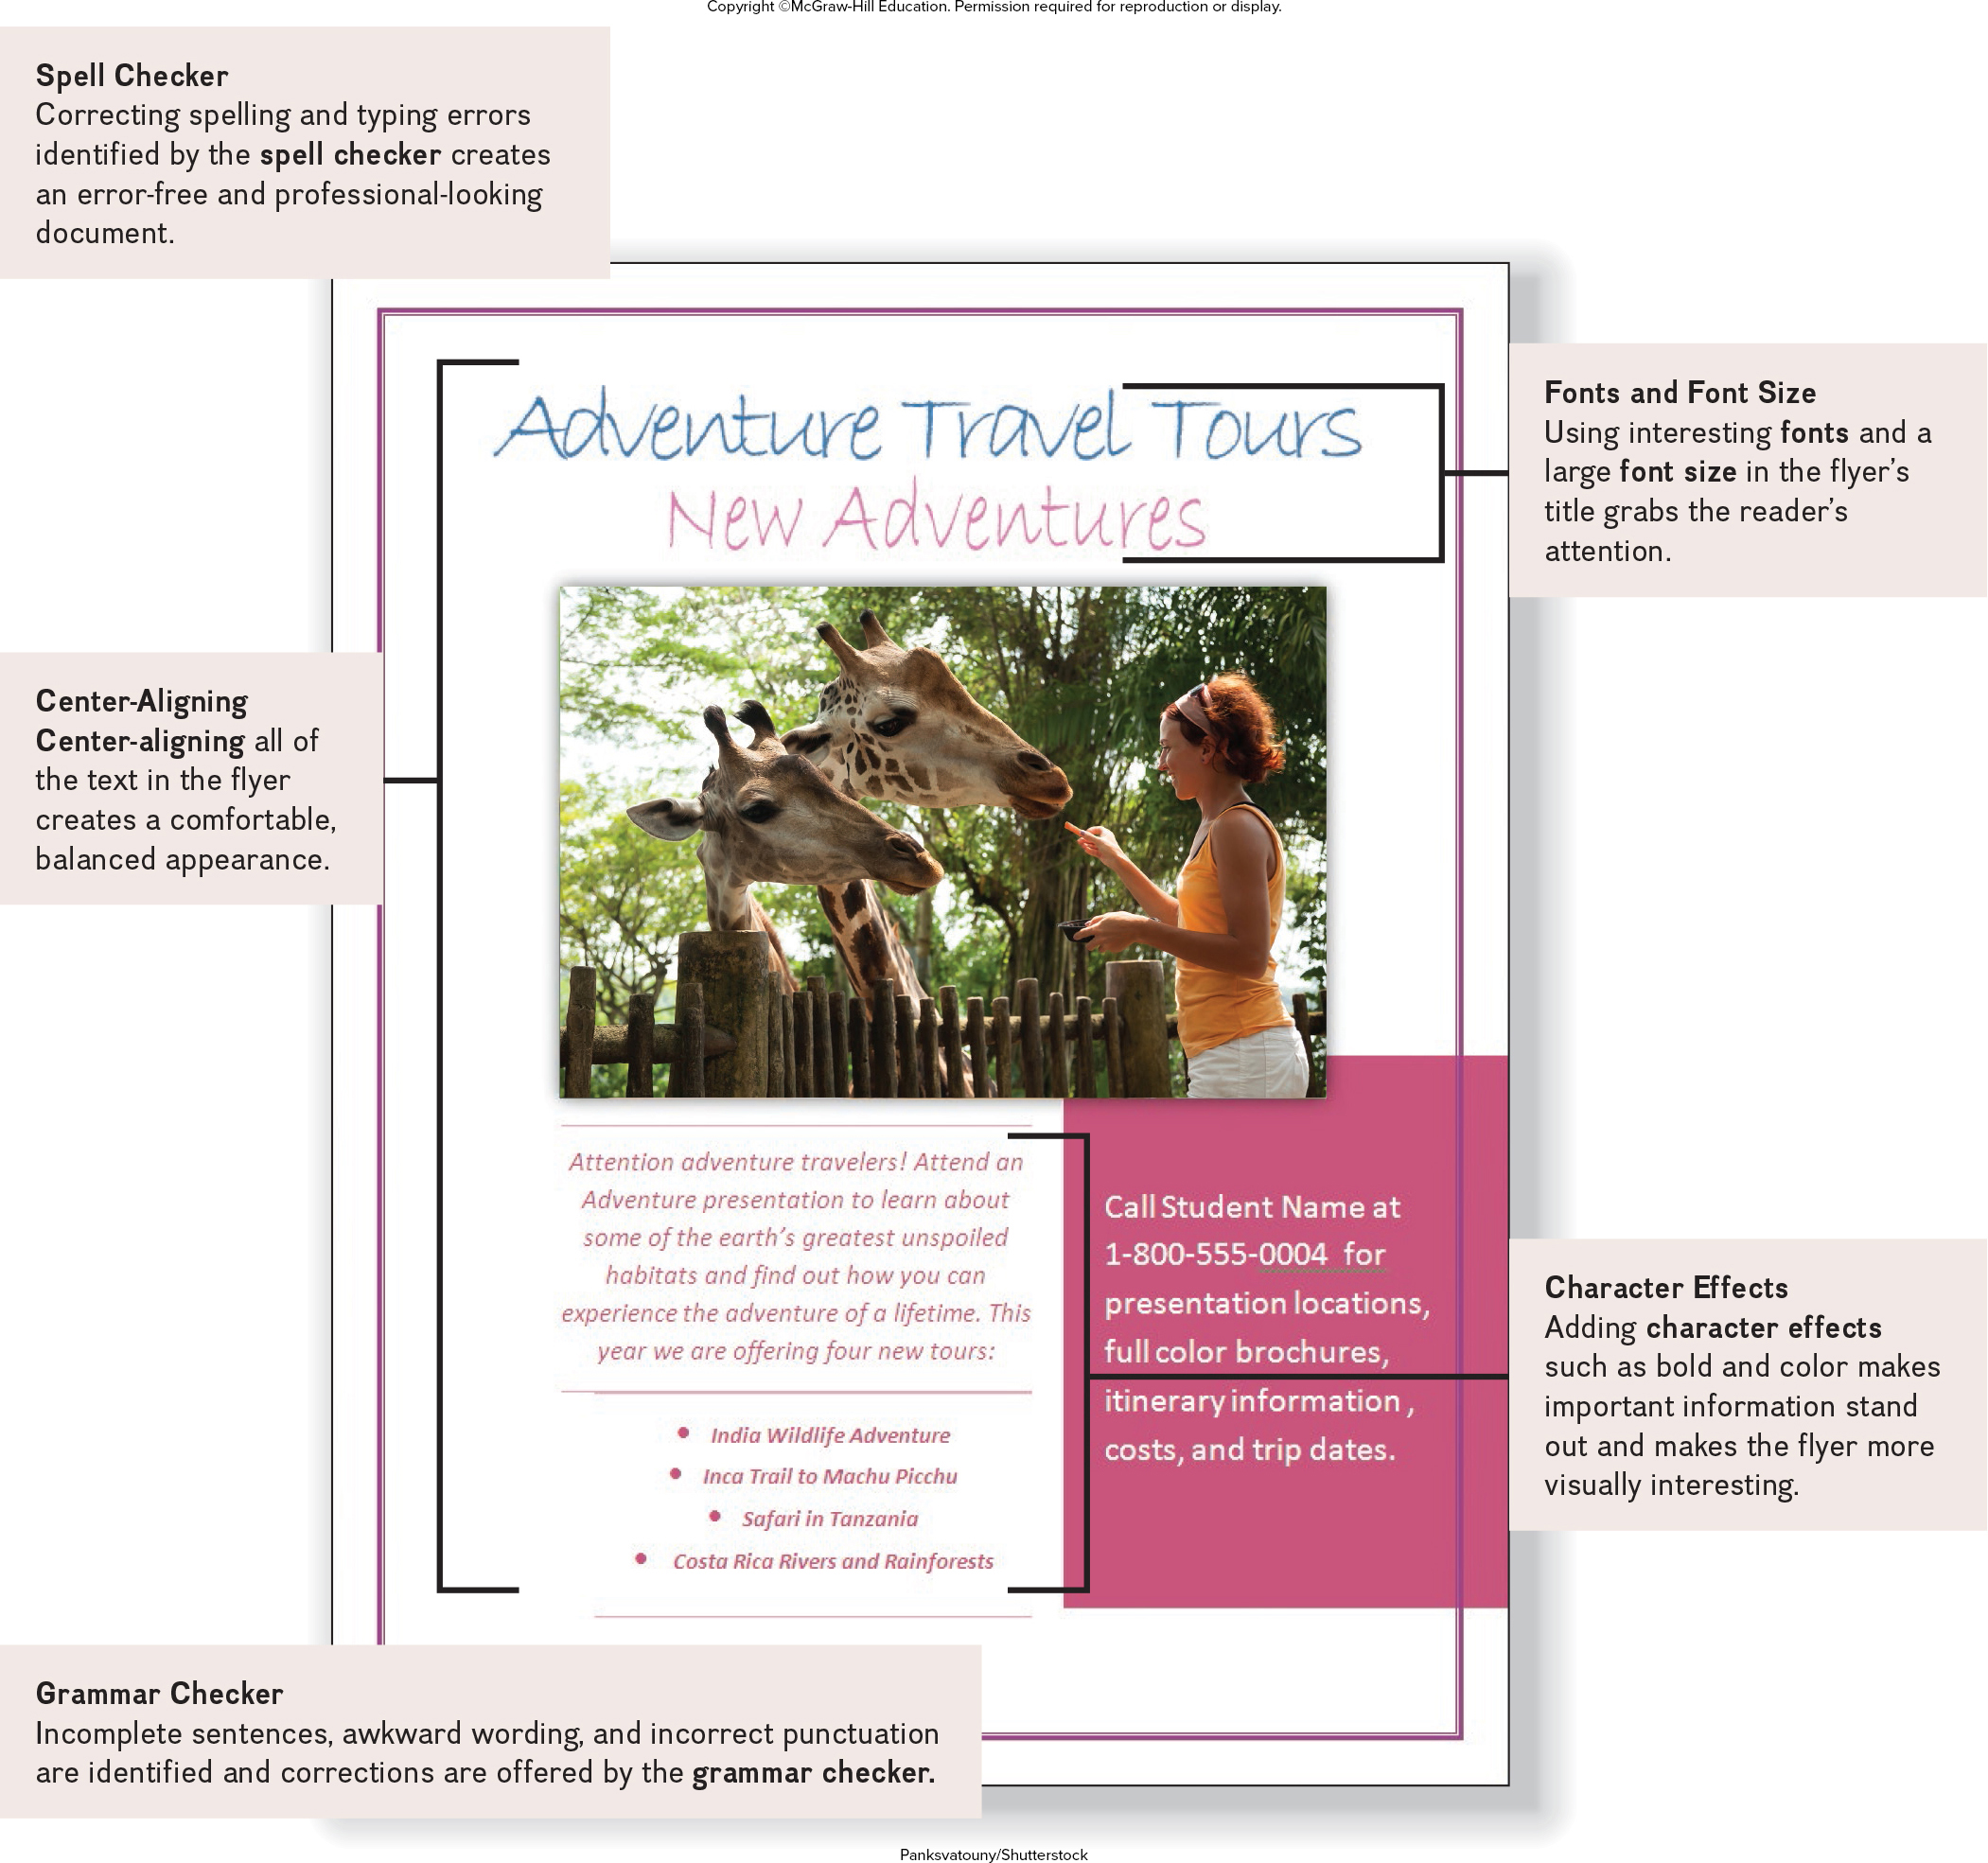 Copyright ©McGraw-Hill Education. Permission required for reproduction or display.
Spell Checker
Correcting spelling and typing errors
identified by the spell checker creates
an error-free and professional-looking
document.
Adventure Travel Tours
New Adventures
Fonts and Font Size
Using interesting fonts and a
large font size in the flyer’s
title grabs the reader’s
attention.
Center-Aligning
Center-aligning all of
the text in the flyer
creates a comfortable,
balanced appearance.
Attention adventure travelers! Attend an
Adventure presentation to learn about
some of the earth’s greatest unspoiled
habitats and find out how you can
experience the adventure of a lifetime. This
year we are offering four new tours:
• India Wildlife Adventure
• Inca Trail to Machu Picchu
• Safari in Tanzania
• Costa Rica Rivers and Rainforests
Call Student Name at
1-800-555-0004  for
presentation locations,
full color brochures,
itinerary information ,
costs, and trip dates.
Character Effects
Adding character effects
such as bold and color makes
important information stand
out and makes the flyer more
visually interesting.
Grammar Checker
Incomplete sentences, awkward wording, and incorrect punctuation
are identified and corrections are offered by the grammar checker.
Panksvatouny/Shutterstock